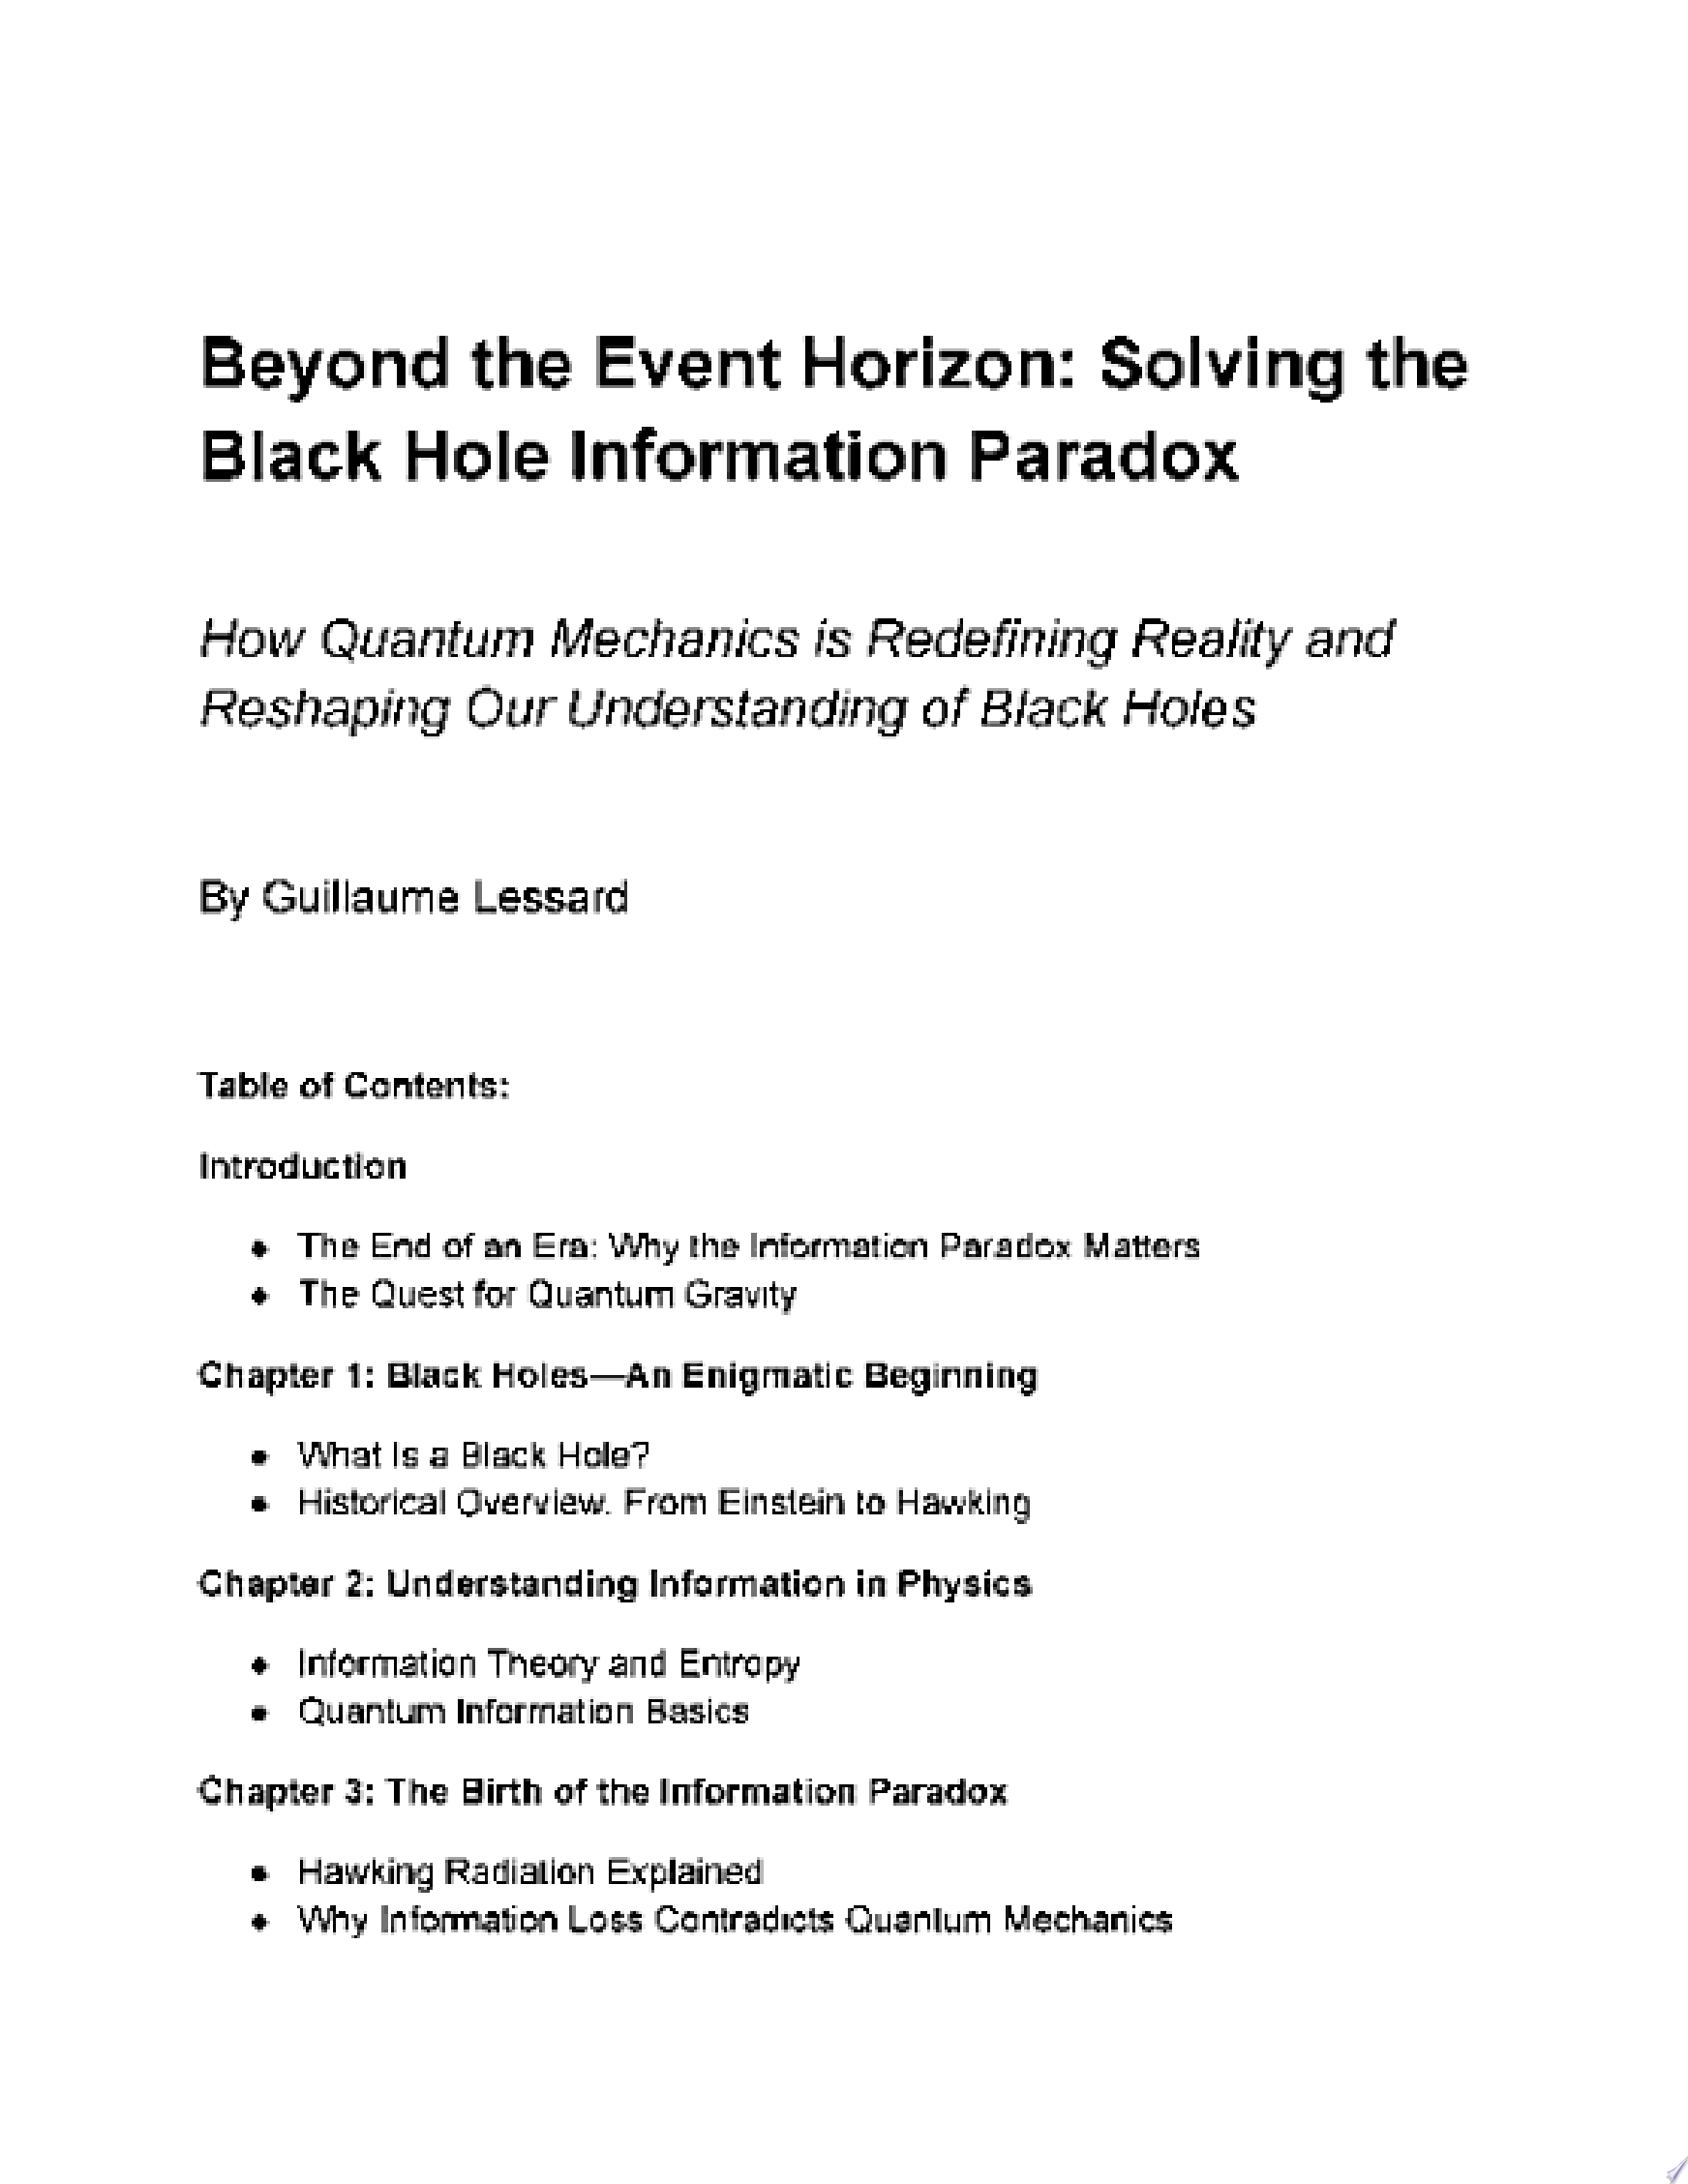 Beyond the Event Horizon: Solving the
Black Hole Information Paradox
How Quantum Mechanics is Redefining Reality and
Reshaping Our Understanding of Black Holes
By Guillaume Lessard
Table of Contents:
Introduction
● The End of an Era: Why the Information Paradox Matters
● The Quest for Quantum Gravity
Chapter 1: Black Holes—An Enigmatic Beginning
● What Is a Black Hole?
● Historical Overview: From Einstein to Hawking
Chapter 2: Understanding Information in Physics
● Information Theory and Entropy
● Quantum Information Basics
Chapter 3: The Birth of the Information Paradox
● Hawking Radiation Explained
● Why Information Loss Contradicts Quantum Mechanics